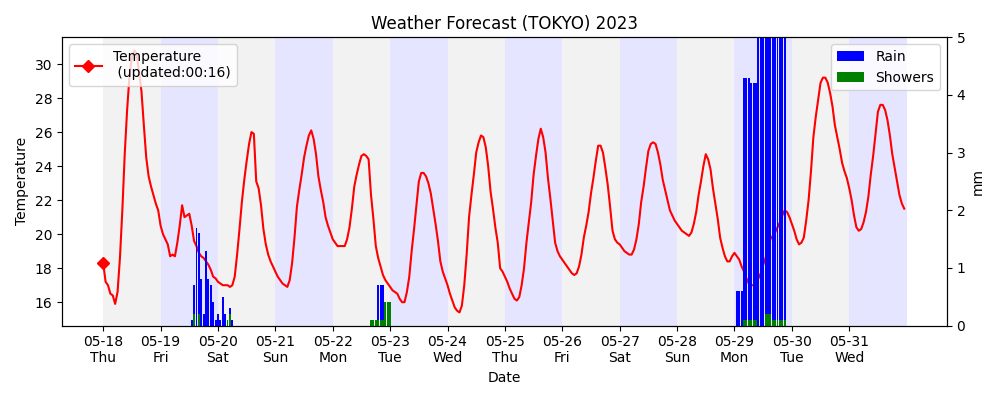 Weather Forecast (TOKYO) 2023
Temperature
(updated:00:16)
Rain
Showers
Temperature
30
28
26
24
22
20
18
16
5
4
3
2
1
0
mm
05-18 05-19 05-20 05-21 05-22 05-23 05-24 05-25 05-26 05-27 05-28 05-29 05-30 05-31
Thu Fri Sat Sun Mon Tue Wed Thu Fri Sat Sun Mon Tue Wed
Date